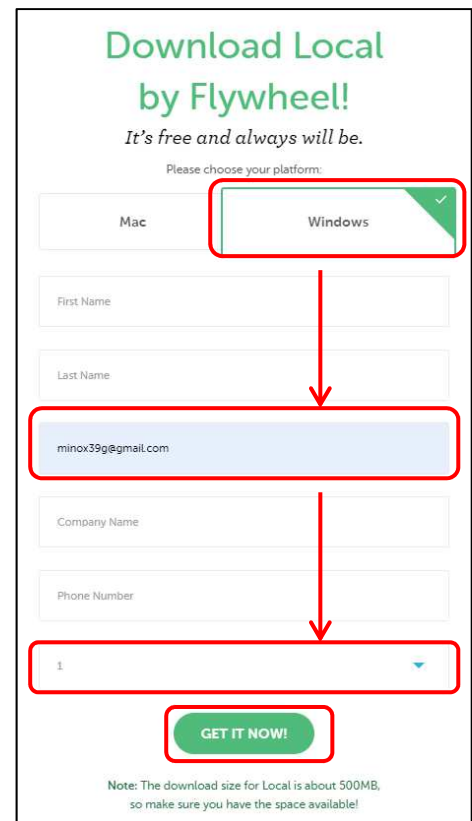 Download Local
by Flywheel!
It's free and always will be.
Please choose your platform:
Mac
Windows
First Name
Last Name
minox39g@gmail.com
Company Name
Phone Number
1
GET IT NOW!
Note: The download size for Local is about 500MB,
so make sure you have the space available!